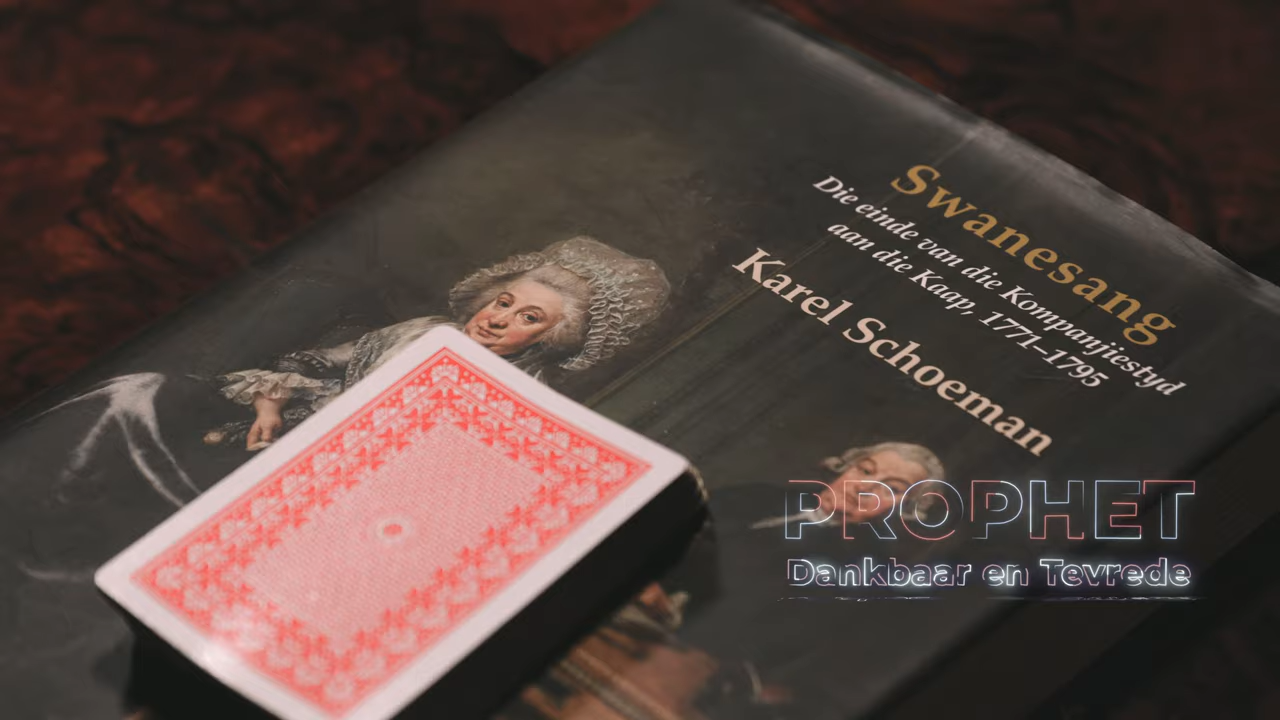 Swanesang
Die einde van die Kompanjiestyd
aan die Kaap, 1771–1795
Karel Schoeman
PROPHET
Dankbaar en Tevrede